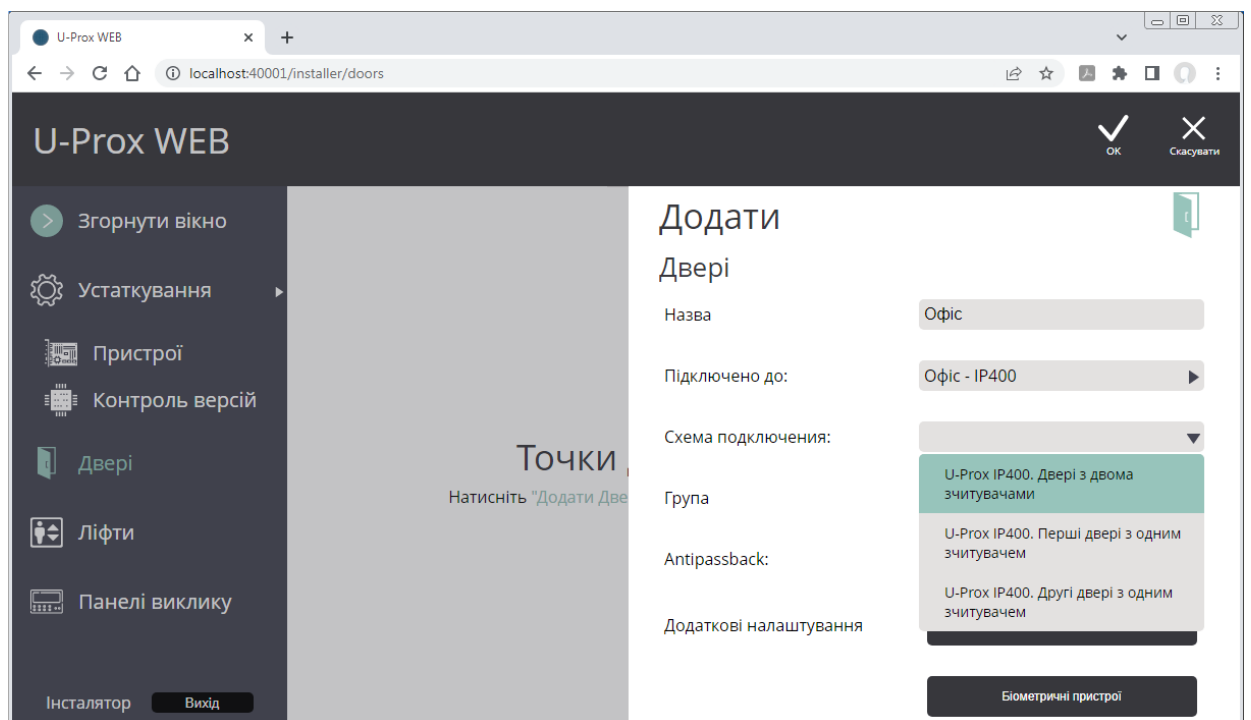 U-Prox WEB
localhost:40001/installer/doors
U-Prox WEB
ОК
Скасувати
Згорнути вікно
Устаткування
Пристрої
Контроль версій
Двері
Ліфти
Панелі виклику
Інсталятор
Вихід
Точки
Натисніть "Додати Две
Додати
Двері
Назва
Офіс
Підключено до:
Офіс - IP400
Схема подключения:
U-Prox IP400. Двері з двома
зчитувачами
U-Prox IP400. Перші двері з одним
зчитувачем
U-Prox IP400. Другі двері з одним
зчитувачем
Група
Antipassback:
Додаткові налаштування
Біометричні пристрої